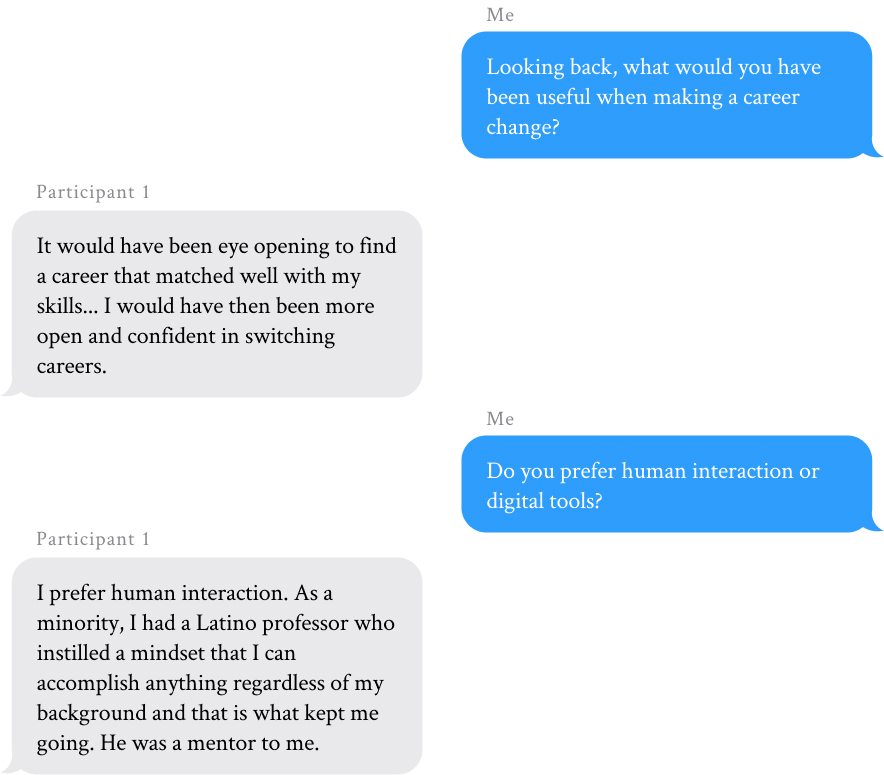 Me
Looking back, what would you have
been useful when making a career
change?
Participant 1
It would have been eye opening to find
a career that matched well with my
skills... I would have then been more
open and confident in switching
careers.
Me
Do you prefer human interaction or
digital tools?
Participant 1
I prefer human interaction. As a
minority, I had a Latino professor who
instilled a mindset that I can
accomplish anything regardless of my
background and that is what kept me
going. He was a mentor to me.